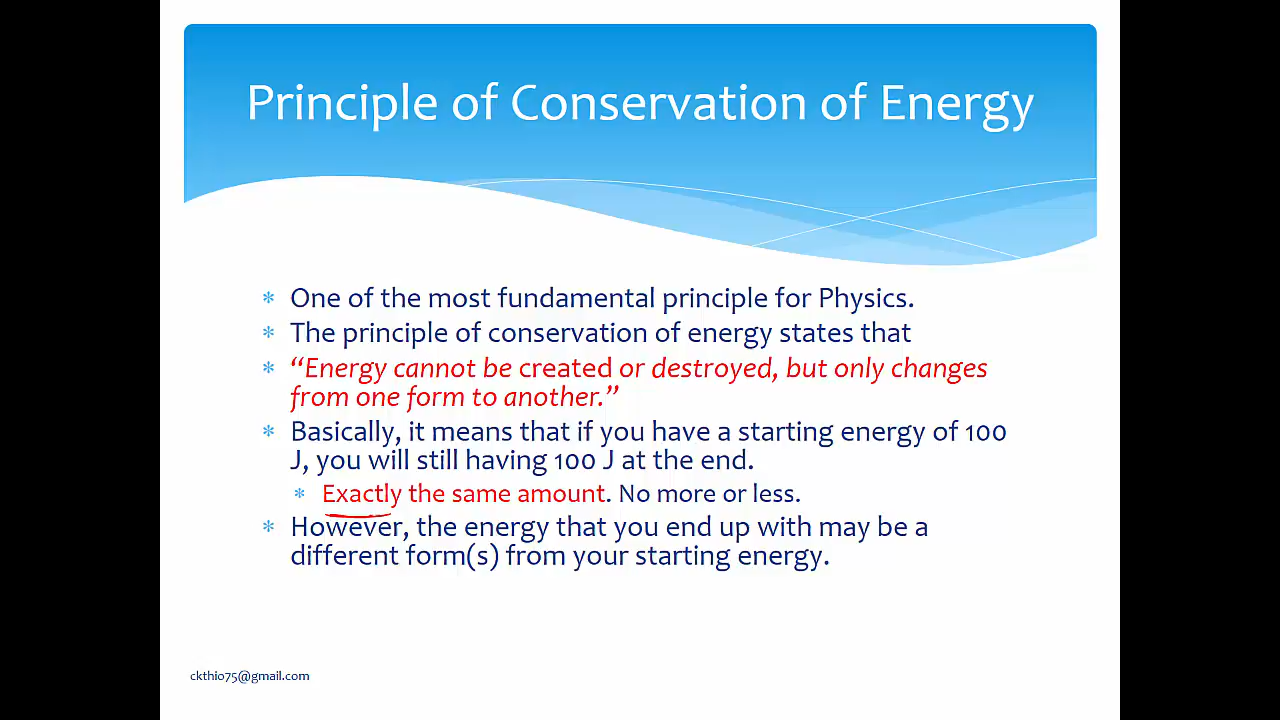 Principle of Conservation of Energy
* One of the most fundamental principle for Physics.
* The principle of conservation of energy states that
* “Energy cannot be created or destroyed, but only changes
from one form to another.”
* Basically, it means that if you have a starting energy of 100
J, you will still having 100 J at the end.
* Exactly the same amount. No more or less.
* However, the energy that you end up with may be a
different form(s) from your starting energy.
ckthio75@gmail.com